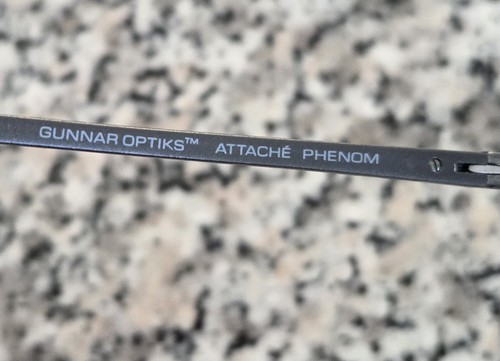 GUNNAR OPTIKS™ ATTACHÉ PHENOM